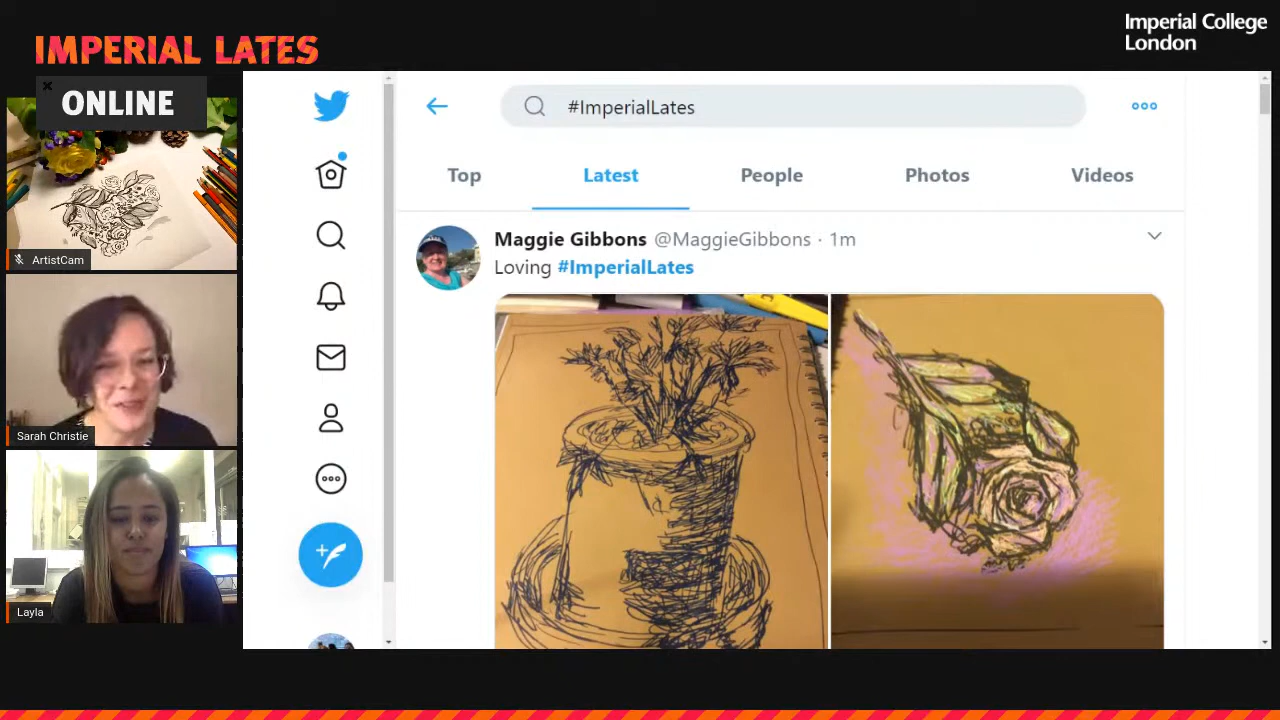 IMPERIAL LATES
ONLINE
Imperial College
London
ArtistCam
Sarah Christie
Layla
#ImperialLates
Top
Latest
People
Photos
Videos
Maggie Gibbons @MaggieGibbons · 1m
Loving #ImperialLates